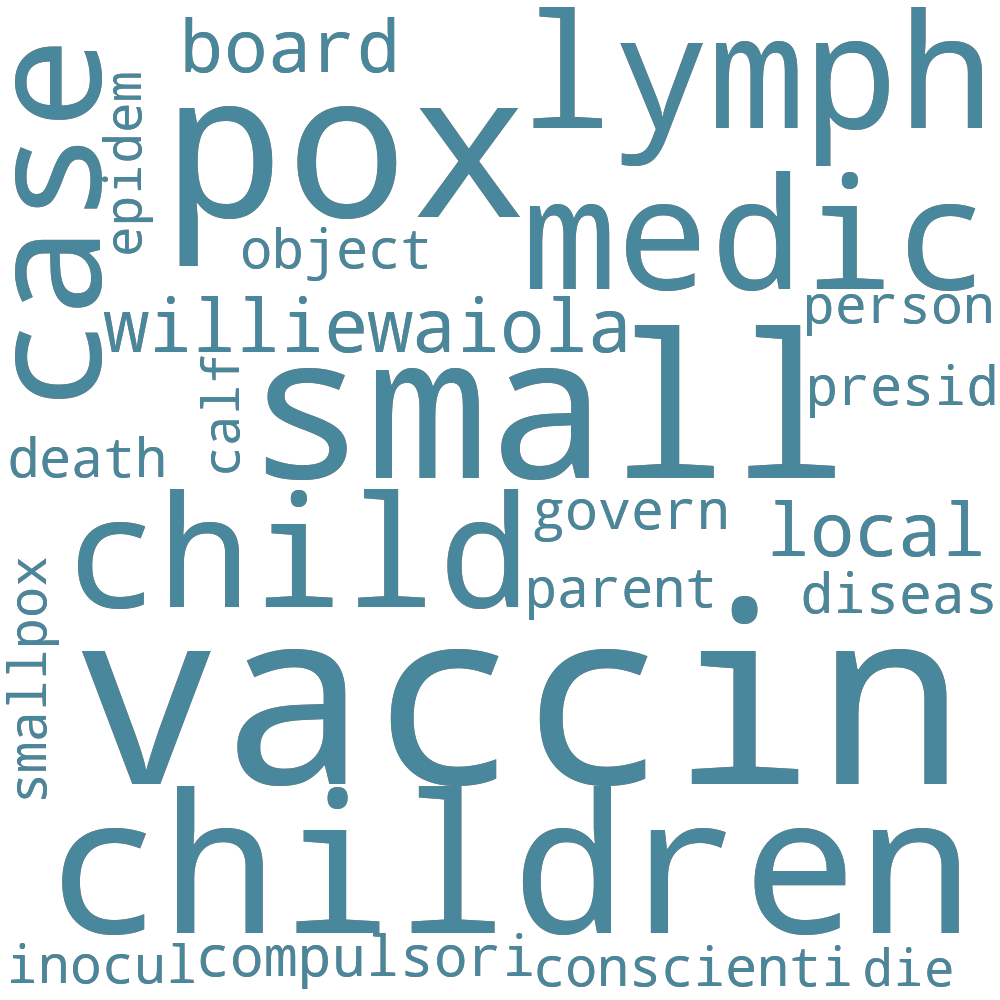 board
lymph
case
epidem
pox
medic
object
person
williewaiola
small
presid
calf
death
child
govern
local
parent
diseas
smallpox
vaccin
children
inocul
compulsori
conscienti
die